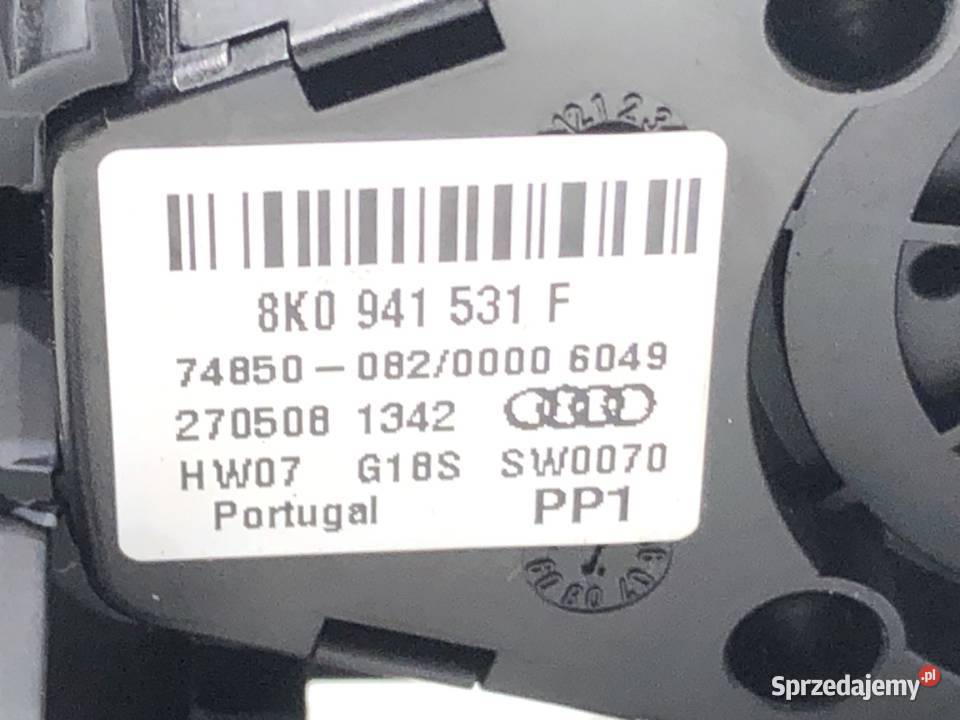 8K0 941 531 F
74850-082/0000 6049
270508 1342
HW07 G18S SW0070
Portugal PP1
Sprzedajemy.pl